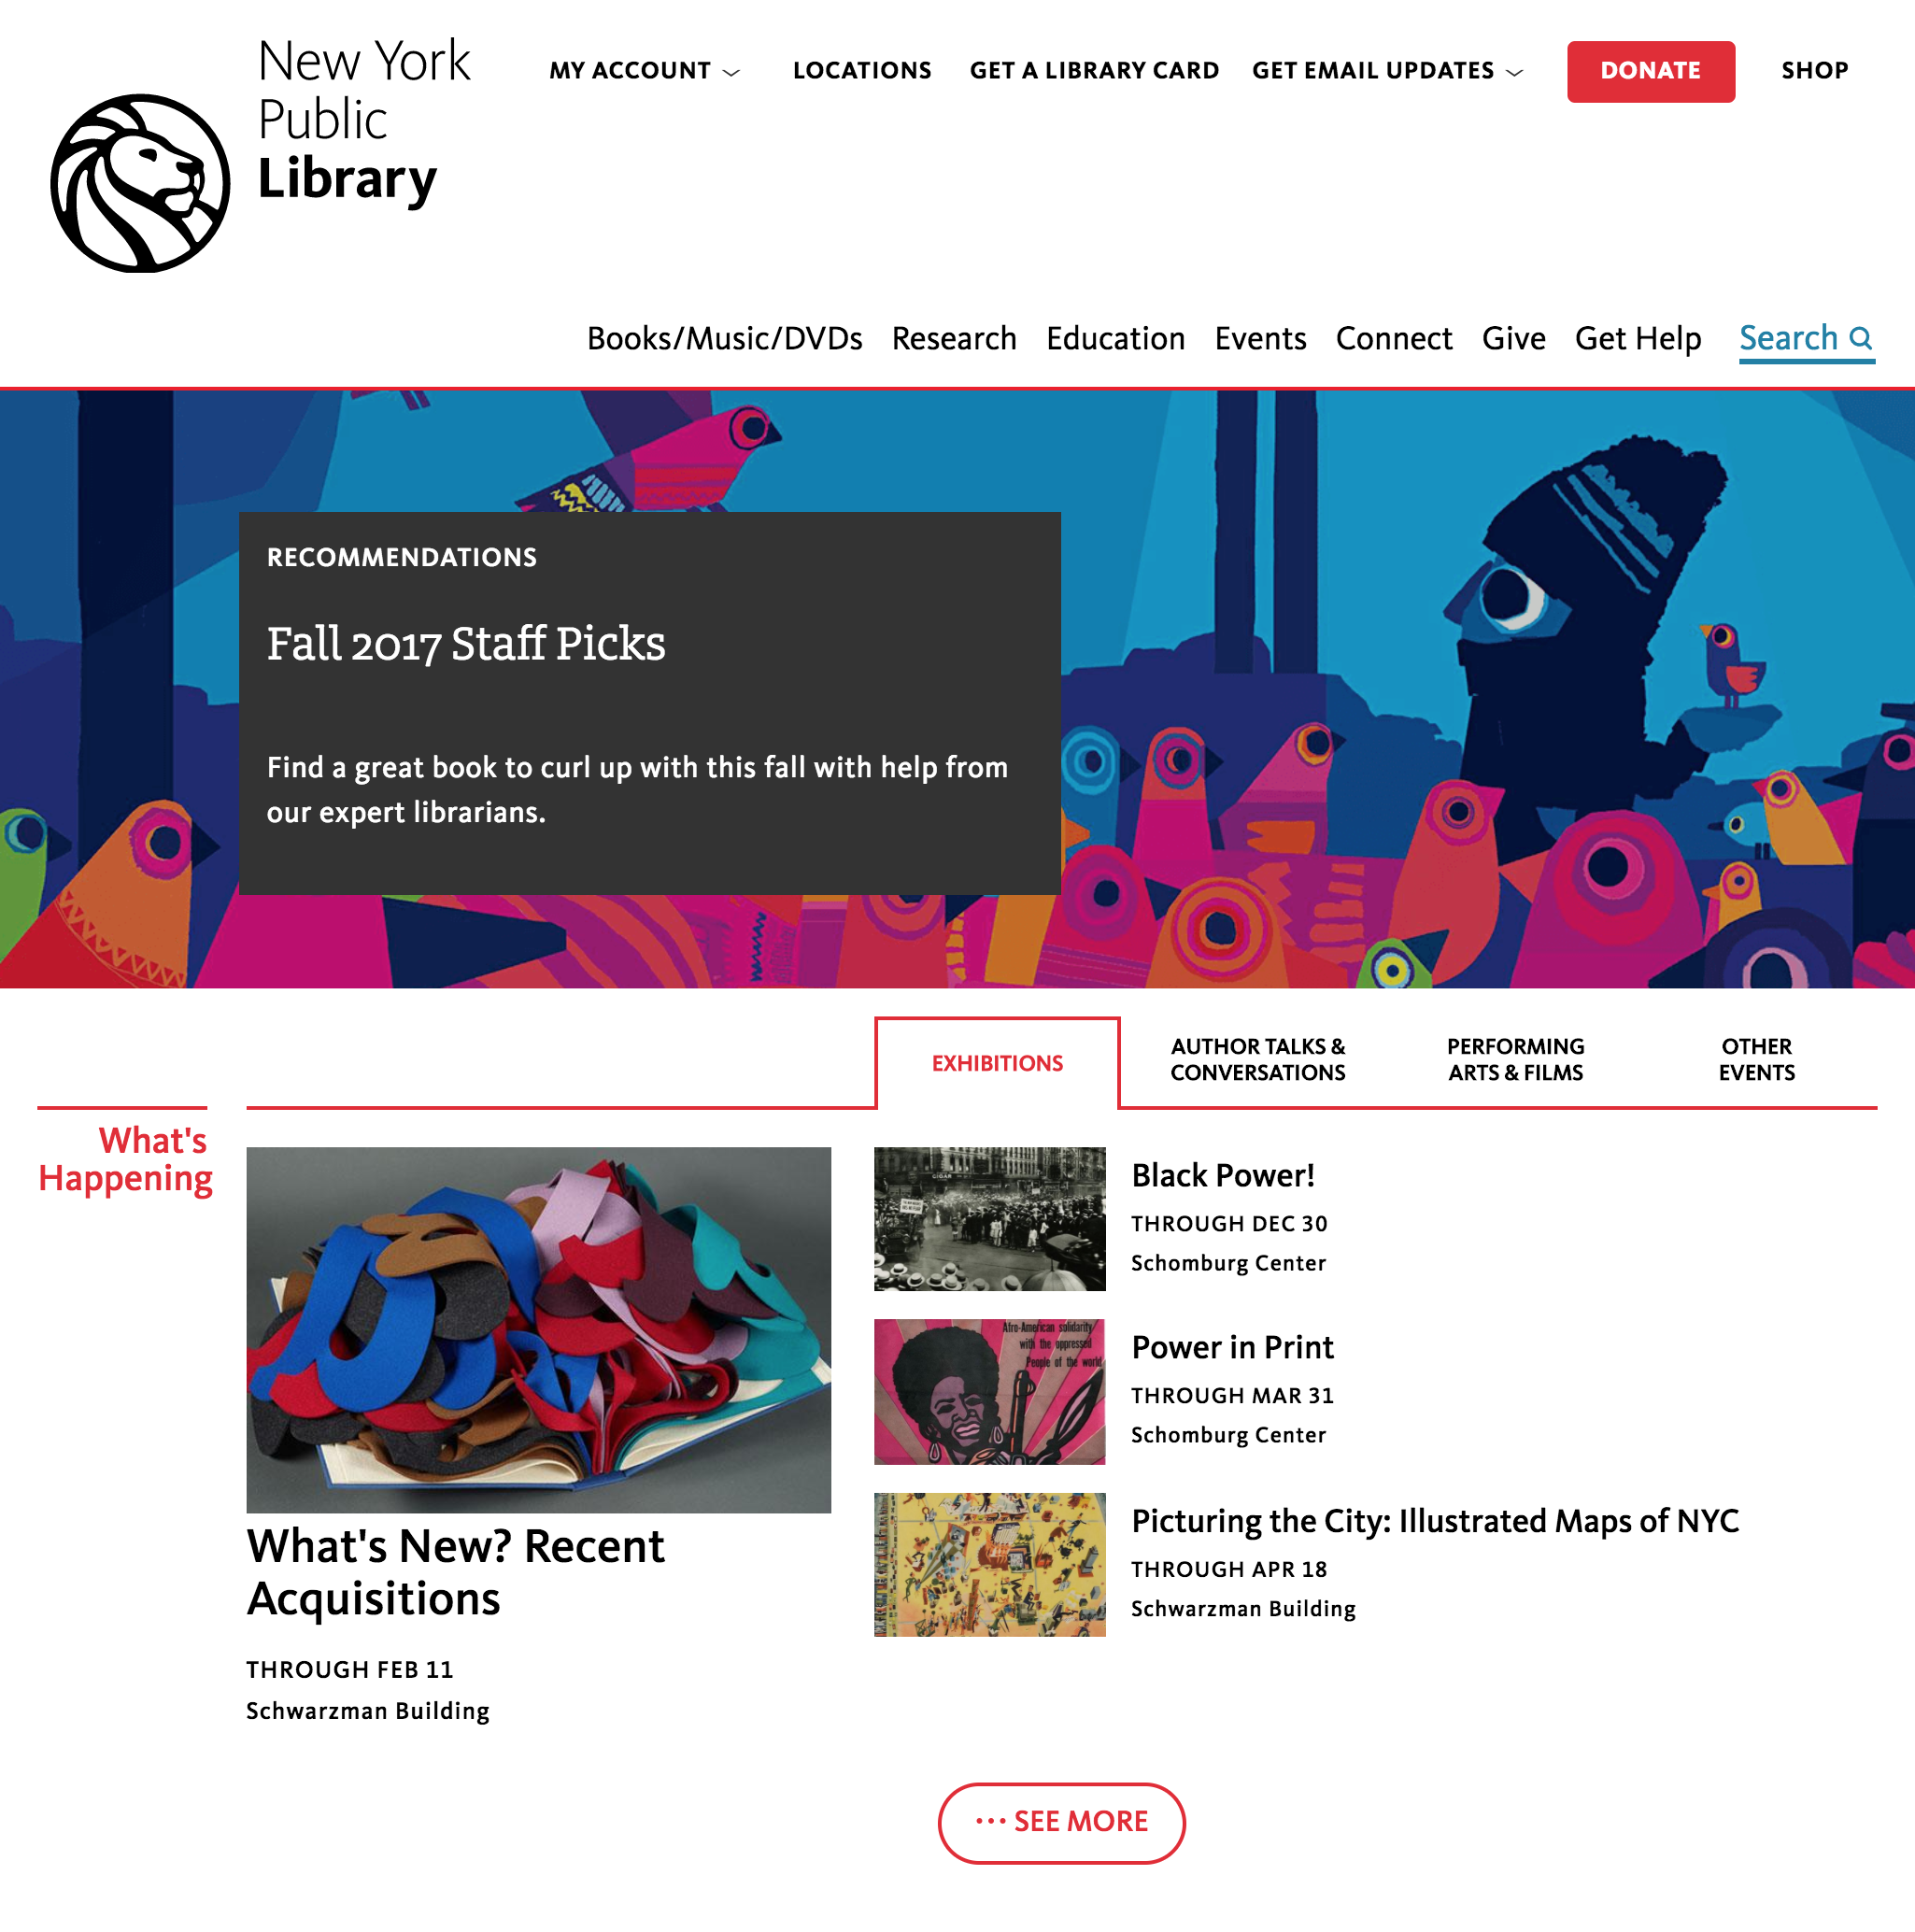 New York
Public
Library
MY ACCOUNT
LOCATIONS
GET A LIBRARY CARD
GET EMAIL UPDATES
DONATE
SHOP
Books/Music/DVDs
Research
Education
Events
Connect
Give
Get Help
Search
RECOMMENDATIONS
Fall 2017 Staff Picks
Find a great book to curl up with this fall with help from
our expert librarians.
What's
Happening
EXHIBITIONS
AUTHOR TALKS &
CONVERSATIONS
PERFORMING
ARTS & FILMS
OTHER
EVENTS
What's New? Recent
Acquisitions
THROUGH FEB 11
Schwarzman Building
CIGAR
Black Power!
THROUGH DEC 30
Schomburg Center
Afro-American solidarity
with the oppressed
People of the world
Power in Print
THROUGH MAR 31
Schomburg Center
Picturing the City: Illustrated Maps of NYC
THROUGH APR 18
Schwarzman Building
••• SEE MORE